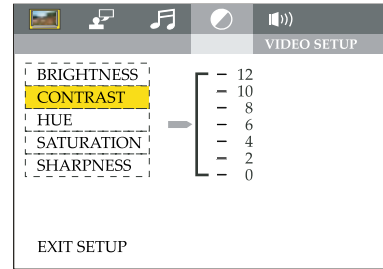 VIDEO SETUP
BRIGHTNESS
CONTRAST
HUE
SATURATION
SHARPNESS
- 12
- 10
- 8
- 6
- 4
- 2
- 0
EXIT SETUP